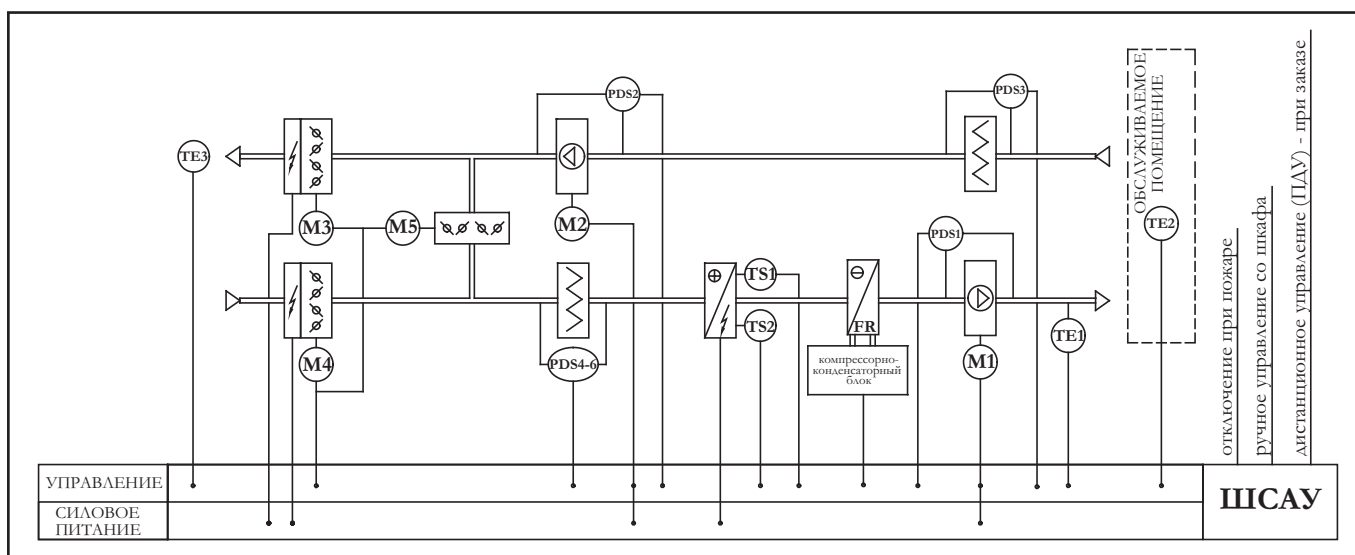 PDS2
PDS3
TE3
M3
M5
M2
ОБСЛУЖИВАЕМОЕ
ПОМЕЩЕНИЕ
TE2
PDS1
TS1
TS2
FR
M4
PDS4-6
компрессорно-
конденсаторный
блок
M1
TE1
отключение при пожаре
ручное управление со шкафа
дистанционное управление (ПДУ) - при заказе
УПРАВЛЕНИЕ
СИЛОВОЕ
ПИТАНИЕ
ШСАУ